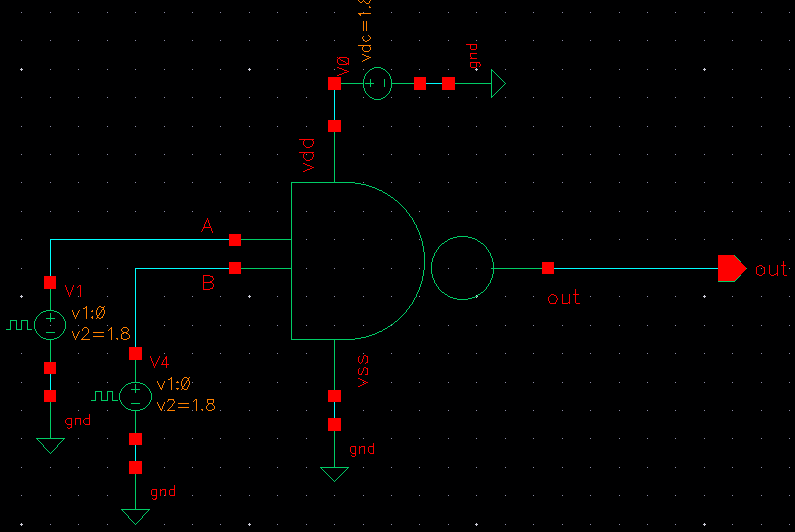 vdc=1.8
V0
gnd
vdd
A
B
out
out
V1
v1:0
v2=1.8
V4
v1:0
v2=1.8
vss
gnd
gnd
gnd